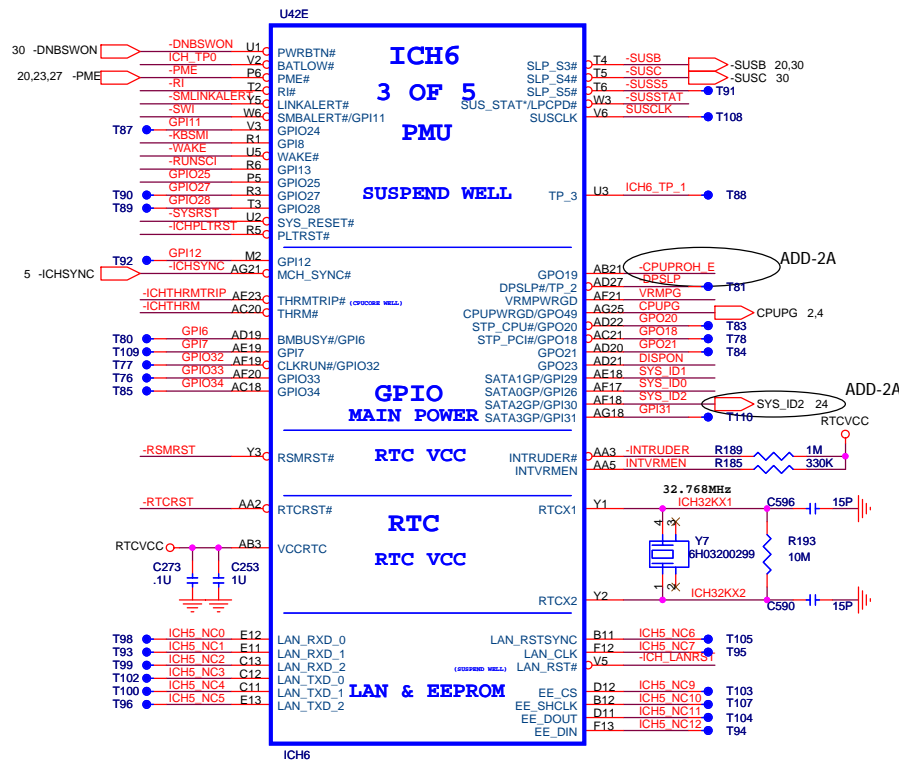 U42E
ICH6
3 OF 5
PMU
SUSPEND WELL
30 -DNBSWON -DNBSWON U1 PWRBTN#
ICH_TP0 V2 BATLOW#
20,23,27 -PME -PME P6 PME#
-RI T2 RI#
-SMLINKALERT Y5 LINKALERT#
-SWI W6 SMBALERT#/GPI11
T87 GPI11 V3 GPIO24
-KBSMI R1 GPI8
-WAKE U5 WAKE#
-RUNSCI R6 GPI13
GPIO25 P5 GPIO25
T90 GPIO27 R3 GPIO27
T89 GPIO28 T3 GPIO28
-SYSRST U2 SYS_RESET#
-ICHPLTRST R5 PLTRST#
SLP_S3# T4 -SUSB -SUSB 20,30
SLP_S4# T5 -SUSC -SUSC 30
SLP_S5# T6 -SUSS5 T91
SUS_STAT*/LPCPD# W3 -SUSSTAT
SUSCLK V6 SUSCLK T108
TP_3 U3 ICH6_TP_1 T88
T92 GPI12 M2 GPI12
5 -ICHSYNC -ICHSYNC AG21 MCH_SYNC#
-ICHTHRMTRIP AE23 THRMTRIP# (CPUCORE WELL)
-ICHTHRM AC20 THRM#
T80 GPI6 AD19 BMBUSY#/GPI6
T109 GPI7 AE19 GPI7
T77 GPIO32 AF19 CLKRUN#/GPIO32
T76 GPIO33 AF20 GPIO33
T85 GPIO34 AC18 GPIO34
GPIO
MAIN POWER
GPO19 AB21 -CPUPROH_E ADD-2A
DPSLP#/TP_2 AD27 DPSLP T81
VRMPWRGD AF21 VRMPG
CPUPWRGD/GPO49 AG25 CPUPG CPUPG 2,4
STP_CPU#/GPO20 AD22 GPO20 T83
STP_PCI#/GPO18 AC21 GPO18 T78
GPO21 AD20 GPO21 T84
GPO23 AD21 DISPON
SATA1GP/GPI29 AE18 SYS_ID1
SATA0GP/GPI26 AF17 SYS_ID0
SATA2GP/GPI30 AF18 SYS_ID2 SYS_ID2 24 ADD-2A
SATA3GP/GPI31 AG18 GPI31 T110
RTCVCC
RTC VCC
-RSMRST Y3 RSMRST#
INTRUDER# AA3 -INTRUDER R189 1M
INTVRMEN AA5 INTVRMEN R185 330K
RTC
RTC VCC
-RTCRST AA2 RTCRST#
RTCVCC AB3 VCCRTC
C273 .1U
C253 1U
32.768MHz
RTCX1 Y1 ICH32KX1 C596 15P
4 3
Y7
6H03200299
1 2
R193
10M
RTCX2 Y2 ICH32KX2 C590 15P
LAN & EEPROM
T98 ICH5_NC0 E12 LAN_RXD_0
T93 ICH5_NC1 E11 LAN_RXD_1
T99 ICH5_NC2 C13 LAN_RXD_2
T102 ICH5_NC3 C12 LAN_TXD_0
T100 ICH5_NC4 C11 LAN_TXD_1
T96 ICH5_NC5 E13 LAN_TXD_2
LAN_RSTSYNC B11 ICH5_NC6 T105
LAN_CLK F12 ICH5_NC7 T95
(SUSPEND WELL) LAN_RST# V5 -ICH_LANRST
EE_CS D12 ICH5_NC9 T103
EE_SHCLK B12 ICH5_NC10 T107
EE_DOUT D11 ICH5_NC11 T104
EE_DIN F13 ICH5_NC12 T94
ICH6